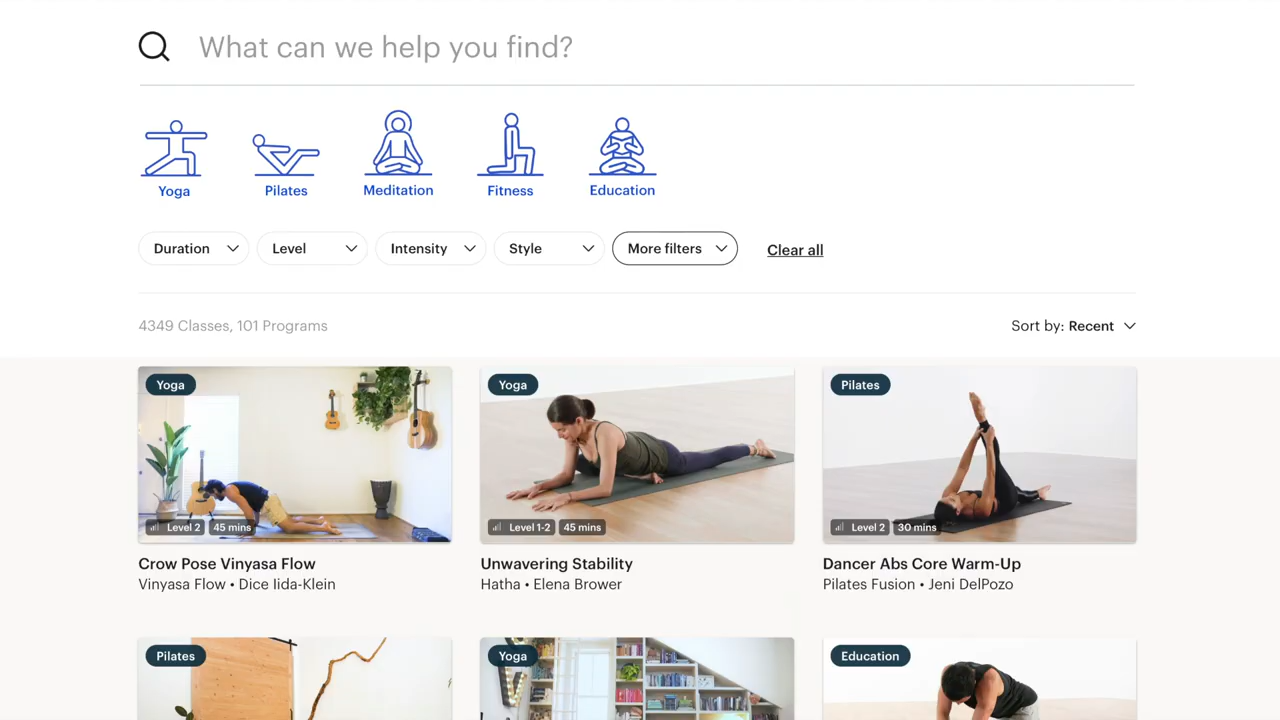 What can we help you find?
Yoga
Pilates
Meditation
Fitness
Education
Duration
Level
Intensity
Style
More filters
Clear all
4349 Classes, 101 Programs
Sort by: Recent
Yoga
Level 2
45 mins
Crow Pose Vinyasa Flow
Vinyasa Flow • Dice Iida-Klein
Yoga
Level 1-2
45 mins
Unwavering Stability
Hatha • Elena Brower
Pilates
Level 2
30 mins
Dancer Abs Core Warm-Up
Pilates Fusion • Jeni DelPozo
Pilates
Yoga
Education